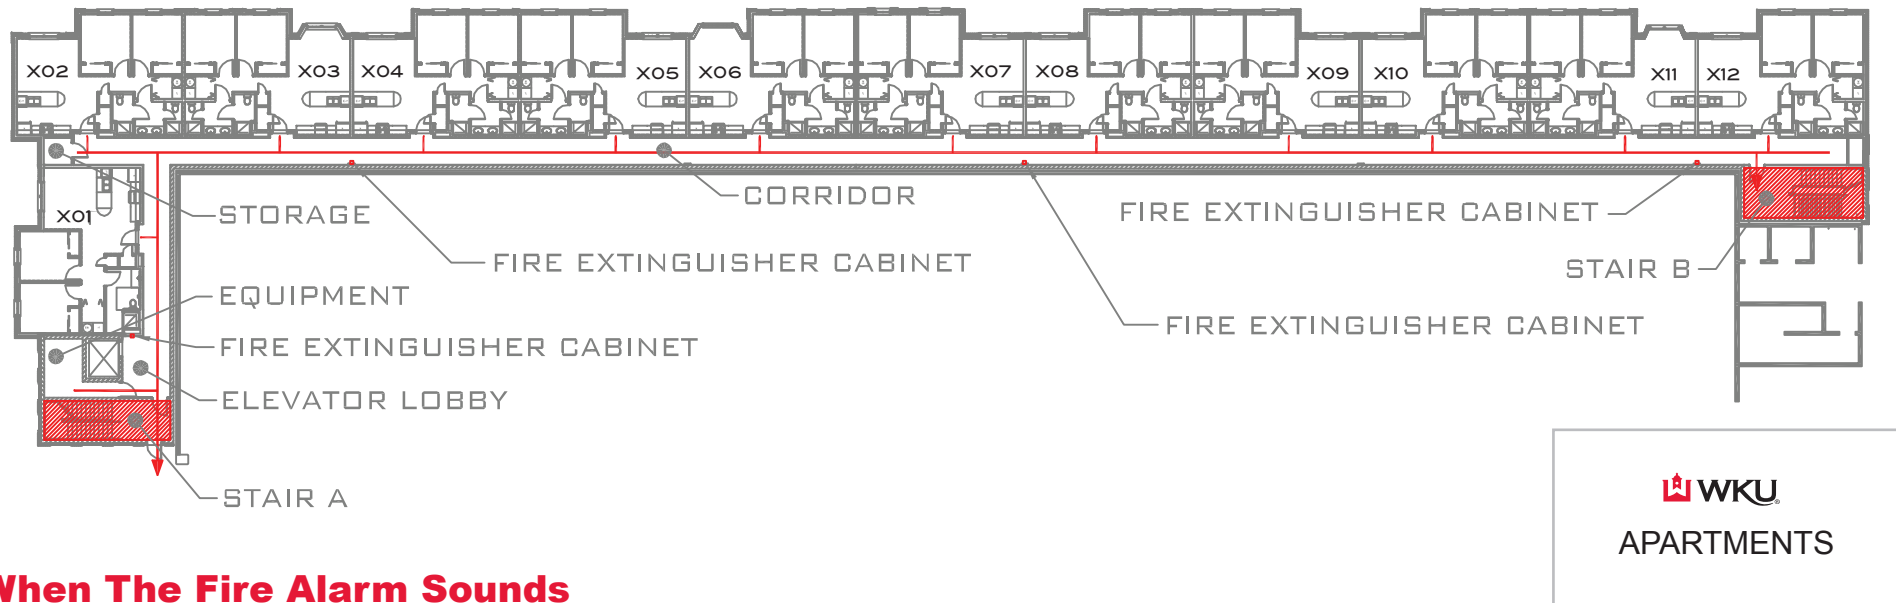 X02
X03
X04
X05
X06
X07
X08
X09
X10
X11
X12
X01
STORAGE
CORRIDOR
FIRE EXTINGUISHER CABINET
FIRE EXTINGUISHER CABINET
STAIR B
EQUIPMENT
FIRE EXTINGUISHER CABINET
FIRE EXTINGUISHER CABINET
ELEVATOR LOBBY
STAIR A
WKU®
APARTMENTS
When The Fire Alarm Sounds